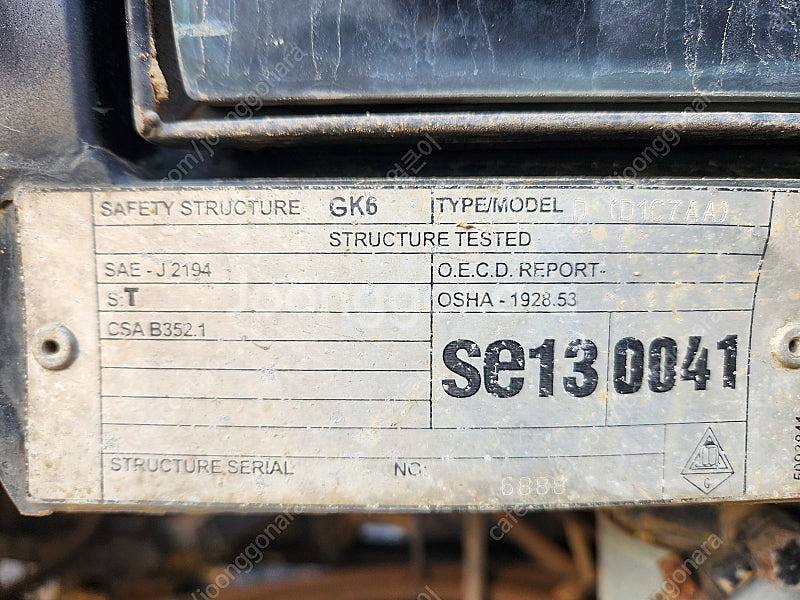 SAFETY STRUCTURE GK6 TYPE/MODEL D (D1C7AA)
STRUCTURE TESTED
SAE - J 2194 O.E.C.D. REPORT-
S:T OSHA - 1928.53
CSA B352.1
se13 0041
STRUCTURE SERIAL NO 6888
G
joonggonara